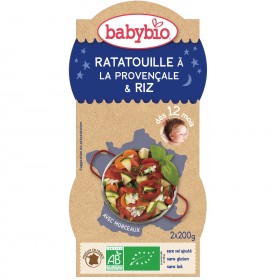 babybio
RATATOUILLE À
LA PROVENÇALE
& RIZ
dès 12 mois
AVEC MORCEAUX
2x200g
AB
sans sel ajouté
sans gluten
sans lait